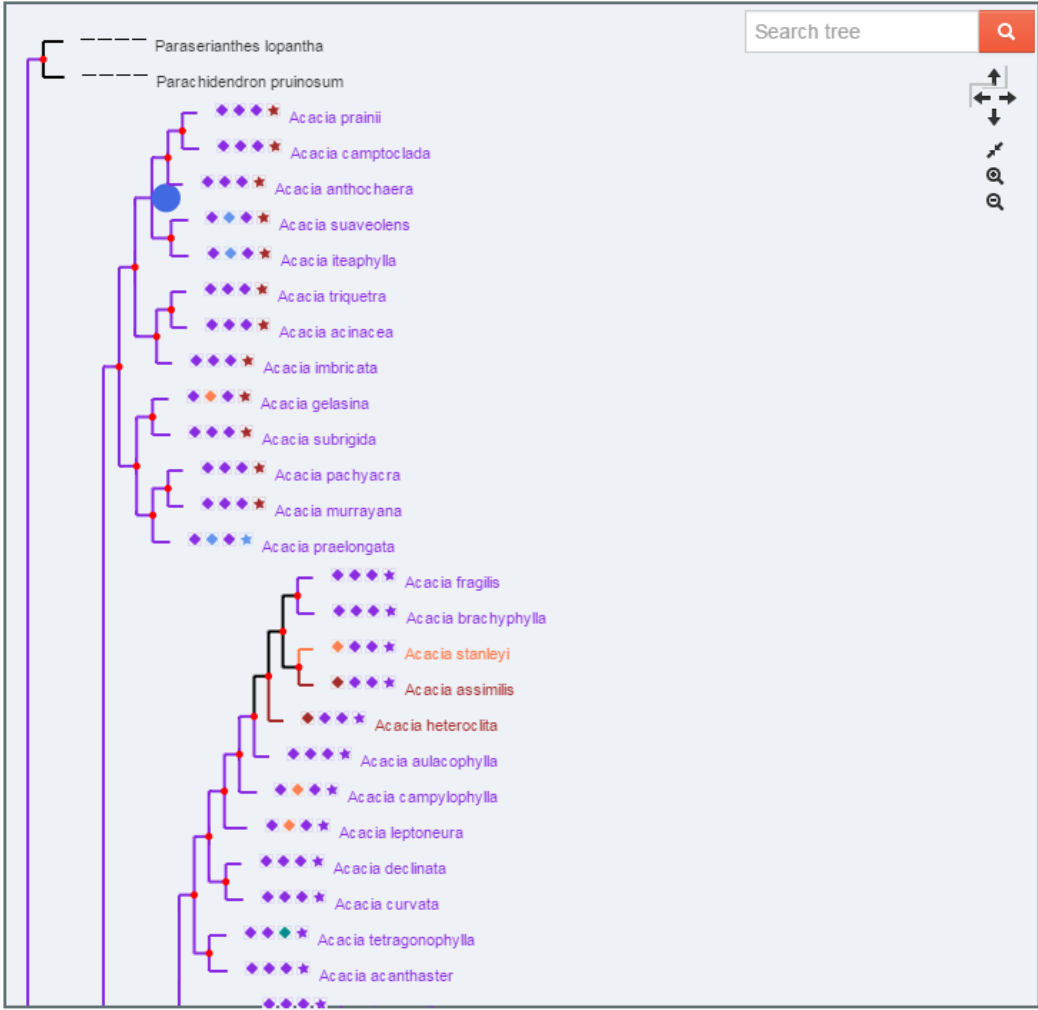 Search tree
Paraserianthes lopantha
Parachidendron pruinosum
Acacia prainii
Acacia camptoclada
Acacia anthochaera
Acacia suaveolens
Acacia iteaphylla
Acacia triquetra
Acacia acinacea
Acacia imbricata
Acacia gelasina
Acacia subrigida
Acacia pachyacra
Acacia murrayana
Acacia praelongata
Acacia fragilis
Acacia brachyphylla
Acacia stanleyi
Acacia assimilis
Acacia heteroclita
Acacia aulacophylla
Acacia campylophylla
Acacia leptoneura
Acacia declinata
Acacia curvata
Acacia tetragonophylla
Acacia acanthaster